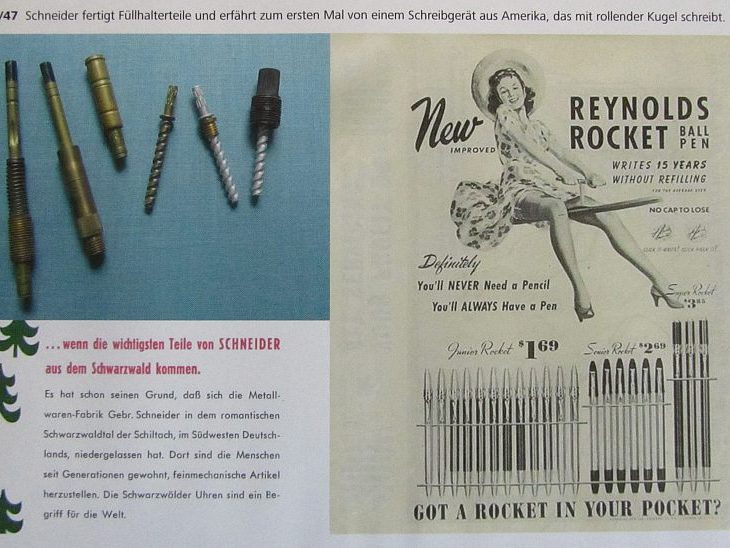 /47 Schneider fertigt Füllhalterteile und erfährt zum ersten Mal von einem Schreibgerät aus Amerika, das mit rollender Kugel schreibt.
... wenn die wichtigsten Teile von SCHNEIDER
aus dem Schwarzwald kommen.
Es hat schon seinen Grund, daß sich die Metall-
waren-Fabrik Gebr. Schneider in dem romantischen
Schwarzwaldtal der Schiltach, im Südwesten Deutsch-
lands, niedergelassen hat. Dort sind die Menschen
seit Generationen gewohnt, feinmechanische Artikel
herzustellen. Die Schwarzwälder Uhren sind ein Be-
griff für die Welt.
New
IMPROVED
REYNOLDS
ROCKET BALL PEN
WRITES 15 YEARS
WITHOUT REFILLING
NO CAP TO LOSE
Definitely
You'll NEVER Need a Pencil
You'll ALWAYS Have a Pen
Super Rocket
$3.85
Junior Rocket $1.69
Senior Rocket $2.69
GOT A ROCKET IN YOUR POCKET?